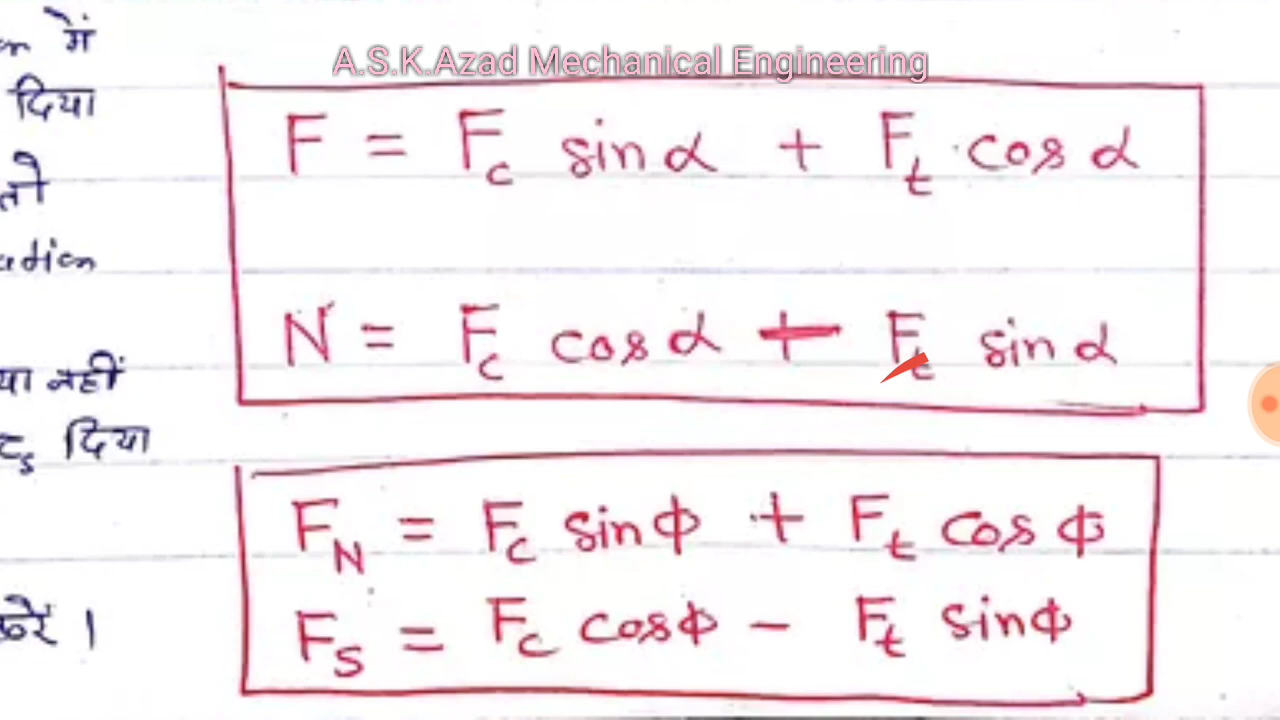 A.S.K.Azad Mechanical Engineering
में
दिया
तो
नहीं
दिया
F = F_c sin α + F_t cos α
N = F_c cos α + F_t sin α
F_N = F_c sin ϕ + F_t cos ϕ
F_S = F_c cos ϕ − F_t sin ϕ